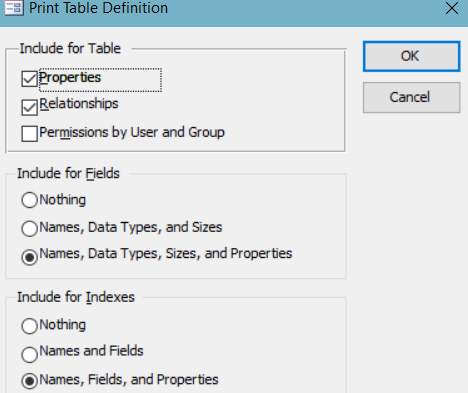 Print Table Definition
Include for Table
Properties
Relationships
Permissions by User and Group
OK
Cancel
Include for Fields
Nothing
Names, Data Types, and Sizes
Names, Data Types, Sizes, and Properties
Include for Indexes
Nothing
Names and Fields
Names, Fields, and Properties